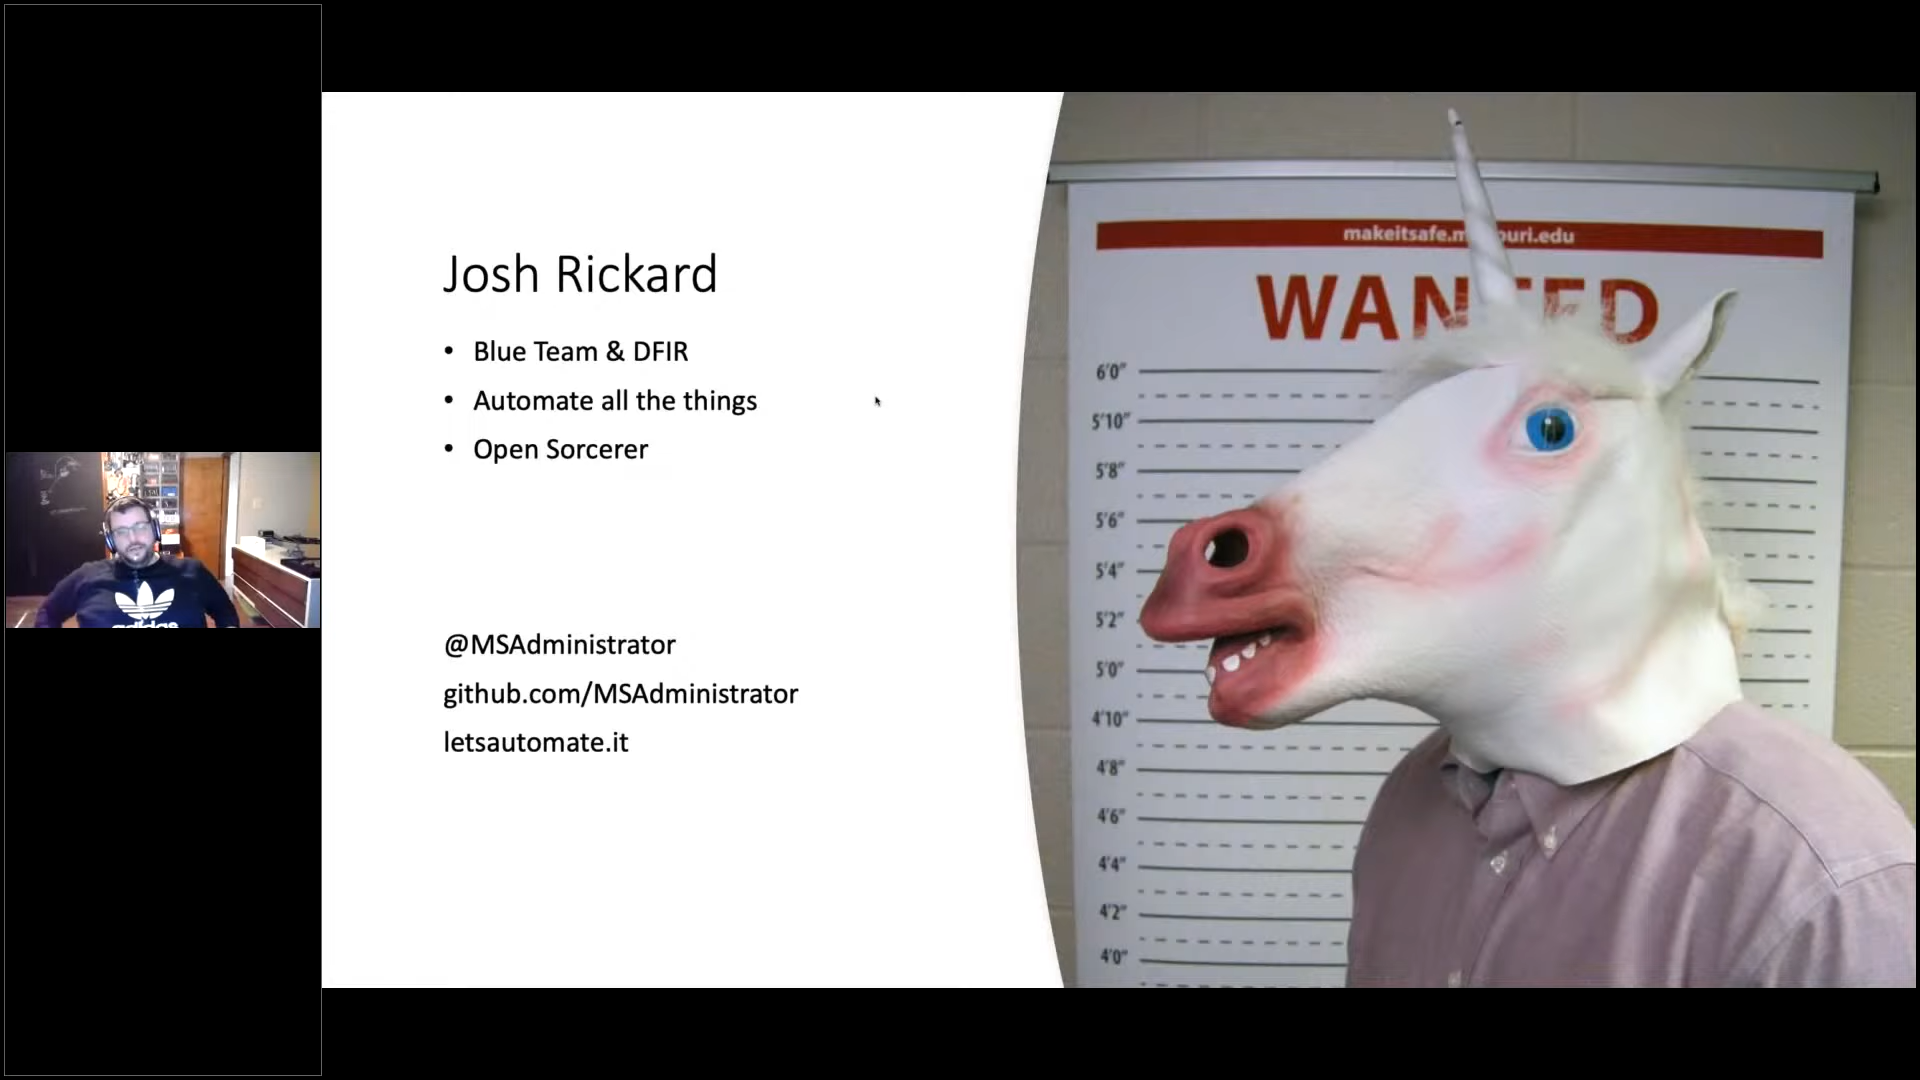 Josh Rickard
• Blue Team & DFIR
• Automate all the things
• Open Sorcerer
@MSAdministrator
github.com/MSAdministrator
letsautomate.it
WANTED
6'0"
5'10"
5'8"
5'6"
5'4"
5'2"
5'0"
4'10"
4'8"
4'6"
4'4"
4'2"
4'0"
adidas